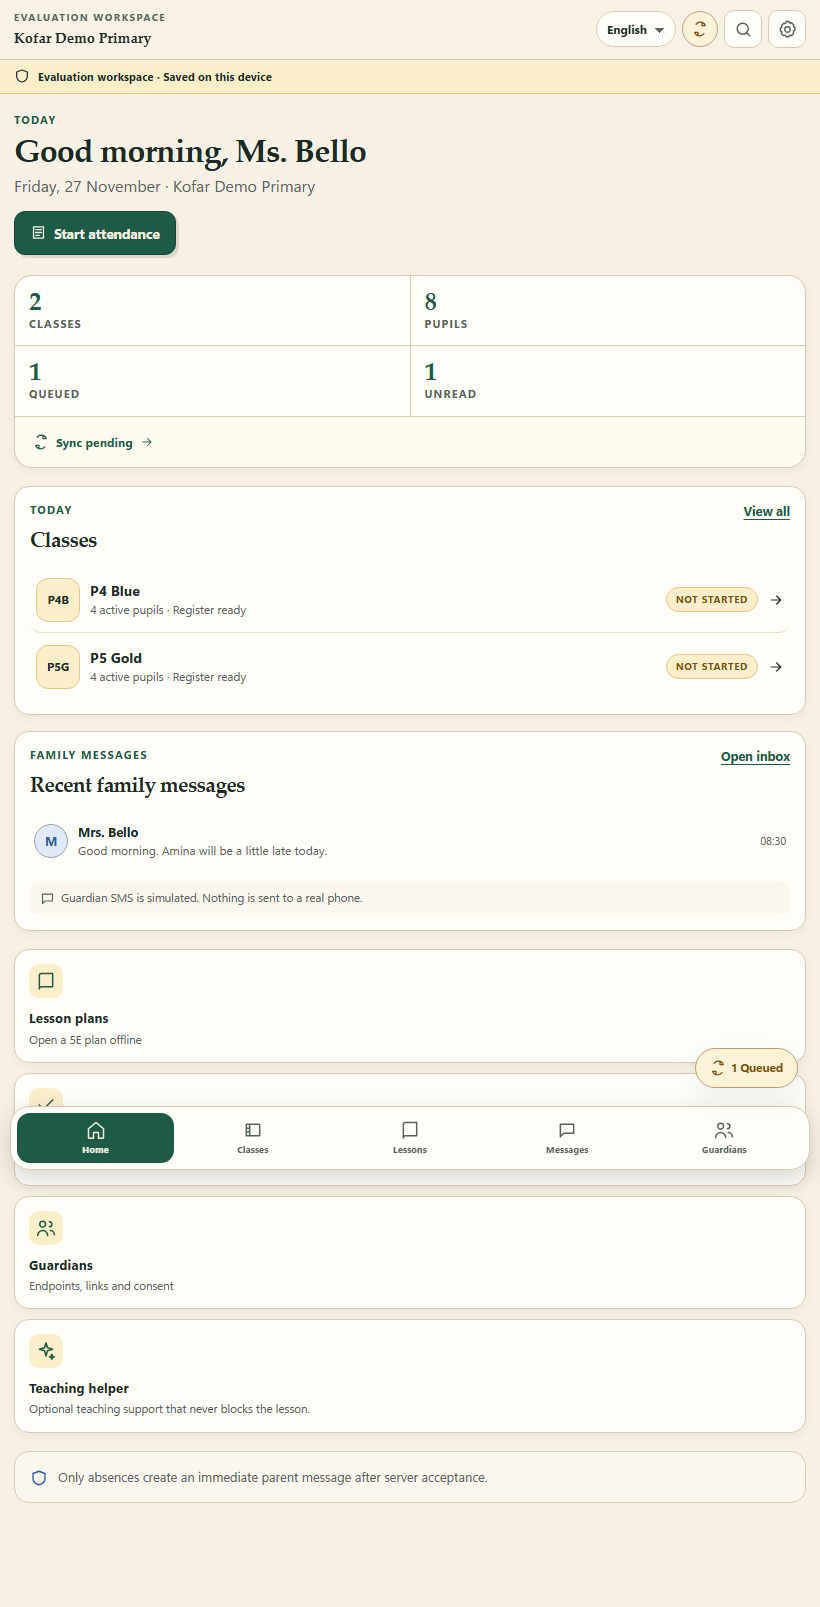 EVALUATION WORKSPACE
Kofar Demo Primary
English
Evaluation workspace · Saved on this device
TODAY
Good morning, Ms. Bello
Friday, 27 November · Kofar Demo Primary
Start attendance
2
CLASSES
8
PUPILS
1
QUEUED
1
UNREAD
Sync pending
TODAY
View all
Classes
P4B
P4 Blue
4 active pupils · Register ready
NOT STARTED
P5G
P5 Gold
4 active pupils · Register ready
NOT STARTED
FAMILY MESSAGES
Open inbox
Recent family messages
M
Mrs. Bello
Good morning. Amina will be a little late today.
08:30
Guardian SMS is simulated. Nothing is sent to a real phone.
Lesson plans
Open a 5E plan offline
1 Queued
Home
Classes
Lessons
Messages
Guardians
Guardians
Endpoints, links and consent
Teaching helper
Optional teaching support that never blocks the lesson.
Only absences create an immediate parent message after server acceptance.